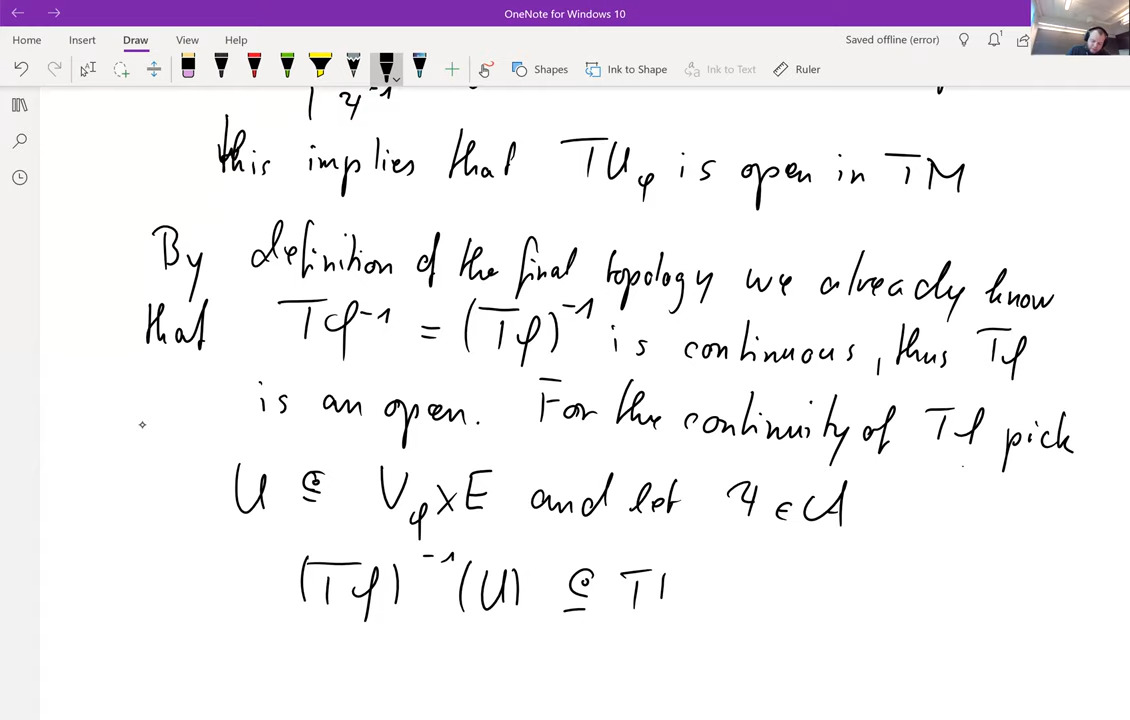 OneNote for Windows 10
Home Insert Draw View Help
Saved offline (error)
Shapes Ink to Shape Ink to Text Ruler
this implies that TU_φ is open in TM
By definition of the final topology we already know
that Tφ⁻¹ = (Tφ)⁻¹ is continuous, thus Tφ
is an open. For the continuity of Tφ pick
U ⊆ V_φ × E and let ψ ∈ A
(Tφ)⁻¹(U) ⊆ T